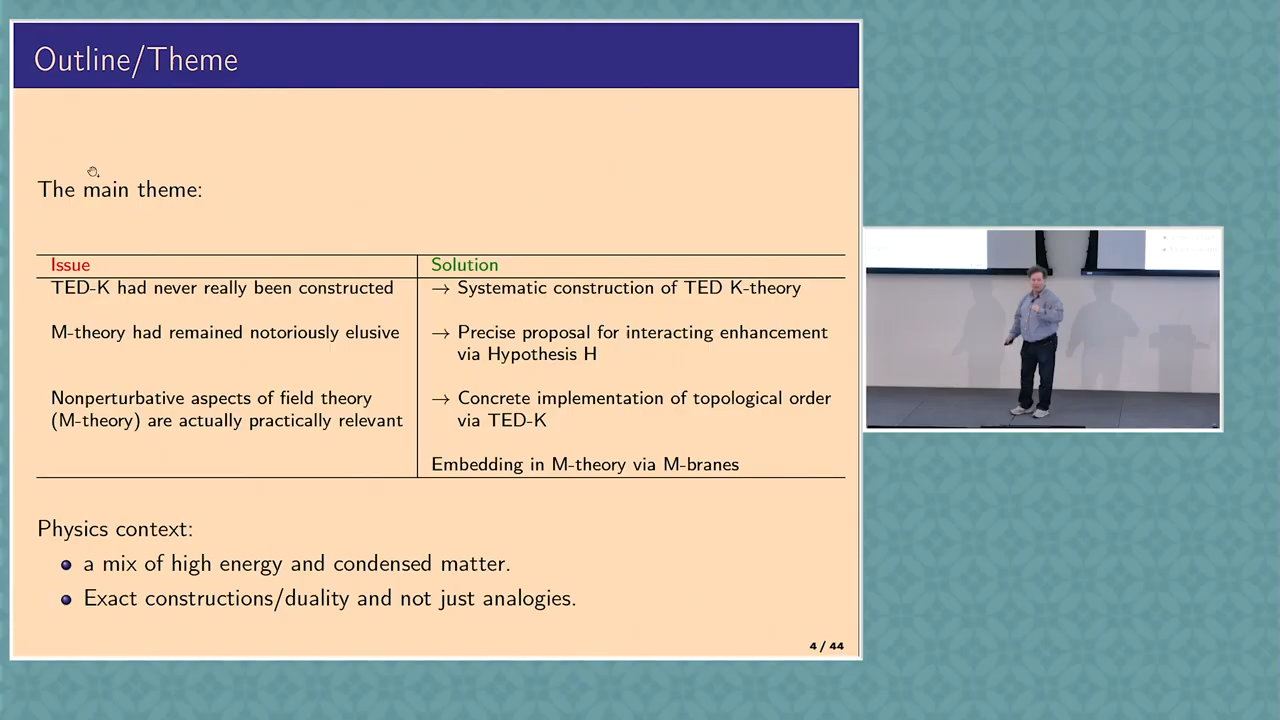 Outline/Theme
The main theme:
Issue
Solution
TED-K had never really been constructed
→ Systematic construction of TED K-theory
M-theory had remained notoriously elusive
→ Precise proposal for interacting enhancement
via Hypothesis H
Nonperturbative aspects of field theory
(M-theory) are actually practically relevant
→ Concrete implementation of topological order
via TED-K
Embedding in M-theory via M-branes
Physics context:
a mix of high energy and condensed matter.
Exact constructions/duality and not just analogies.
4 / 44